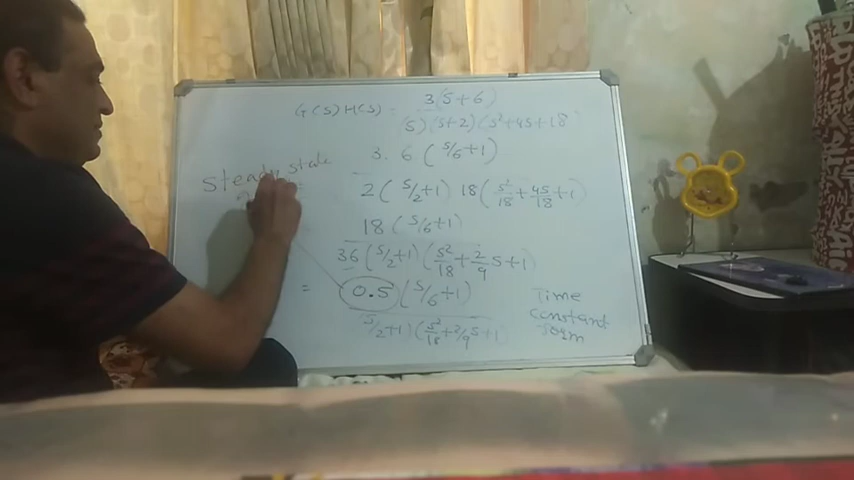 G(S) H(S) = 3(S+6)
(S) (S+2) (S²+4S+18
3. 6 (S/6+1)
Steady state
2 (S/2+1) 18 (S²/18 + 4S/18 + 1)
18 (S/6+1)
36 (S/2+1) (S²/18 + 2/9 S+1)
= 0.5 (S/6+1)
S/2+1) (S²/18 + 2/9 S+1)
Time
constant
form